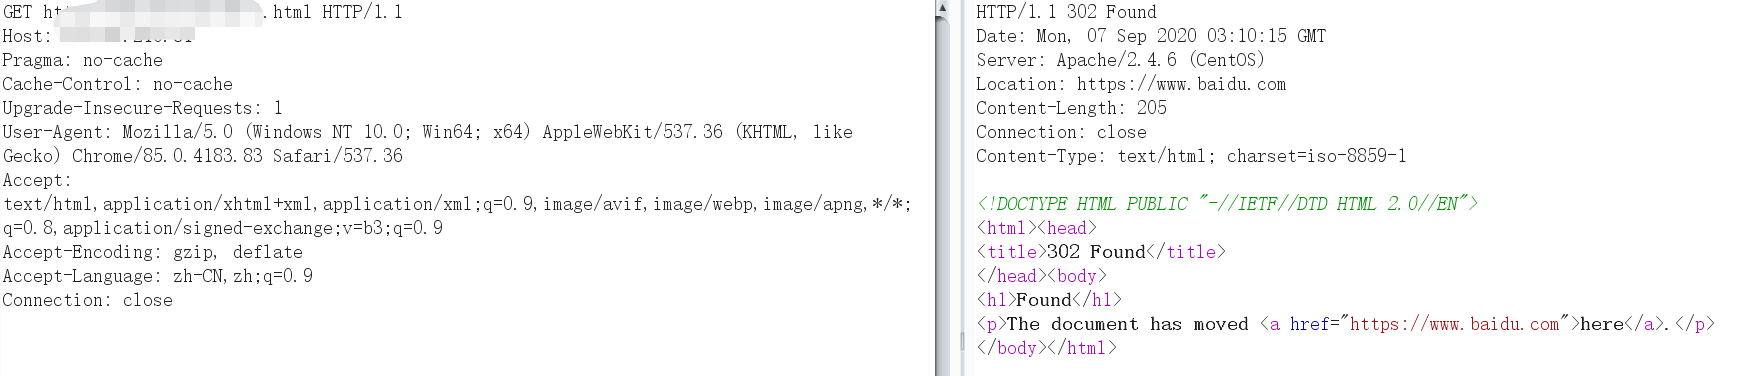 GET .html HTTP/1.1
Host:
Pragma: no-cache
Cache-Control: no-cache
Upgrade-Insecure-Requests: 1
User-Agent: Mozilla/5.0 (Windows NT 10.0; Win64; x64) AppleWebKit/537.36 (KHTML, like
Gecko) Chrome/85.0.4183.83 Safari/537.36
Accept:
text/html,application/xhtml+xml,application/xml;q=0.9,image/avif,image/webp,image/apng,*/*;
q=0.8,application/signed-exchange;v=b3;q=0.9
Accept-Encoding: gzip, deflate
Accept-Language: zh-CN,zh;q=0.9
Connection: close
HTTP/1.1 302 Found
Date: Mon, 07 Sep 2020 03:10:15 GMT
Server: Apache/2.4.6 (CentOS)
Location: https://www.baidu.com
Content-Length: 205
Connection: close
Content-Type: text/html; charset=iso-8859-1
<!DOCTYPE HTML PUBLIC "-//IETF//DTD HTML 2.0//EN">
<html><head>
<title>302 Found</title>
</head><body>
<h1>Found</h1>
<p>The document has moved <a href="https://www.baidu.com">here</a>.</p>
</body></html>